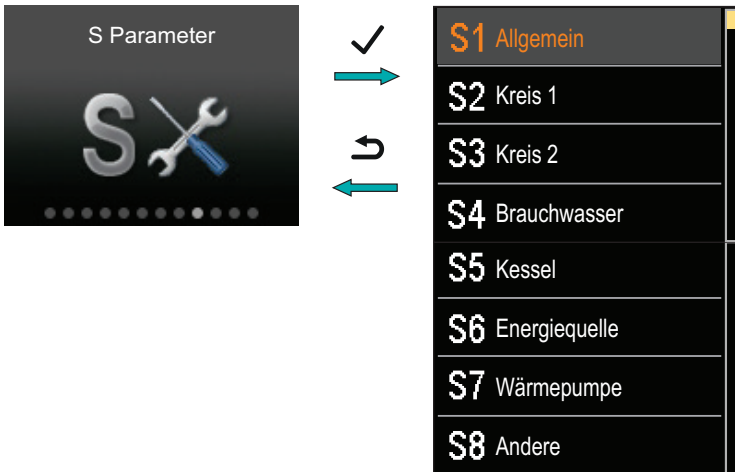 S Parameter
S
S1 Allgemein
S2 Kreis 1
S3 Kreis 2
S4 Brauchwasser
S5 Kessel
S6 Energiequelle
S7 Wärmepumpe
S8 Andere